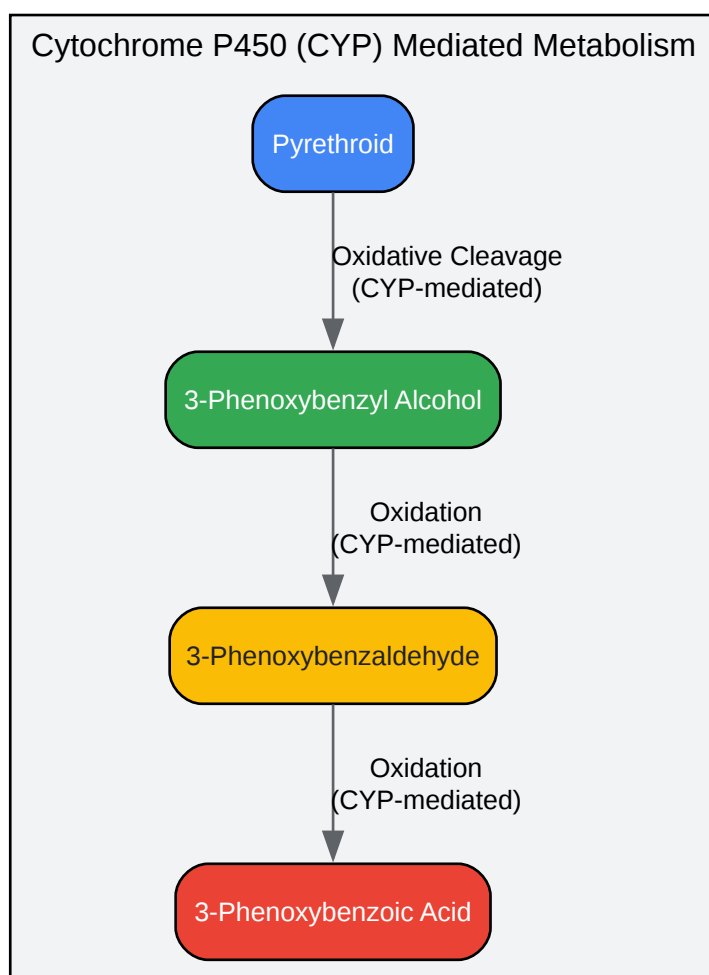 Cytochrome P450 (CYP) Mediated Metabolism
Pyrethroid
Oxidative Cleavage
(CYP-mediated)
3-Phenoxybenzyl Alcohol
Oxidation
(CYP-mediated)
3-Phenoxybenzaldehyde
Oxidation
(CYP-mediated)
3-Phenoxybenzoic Acid